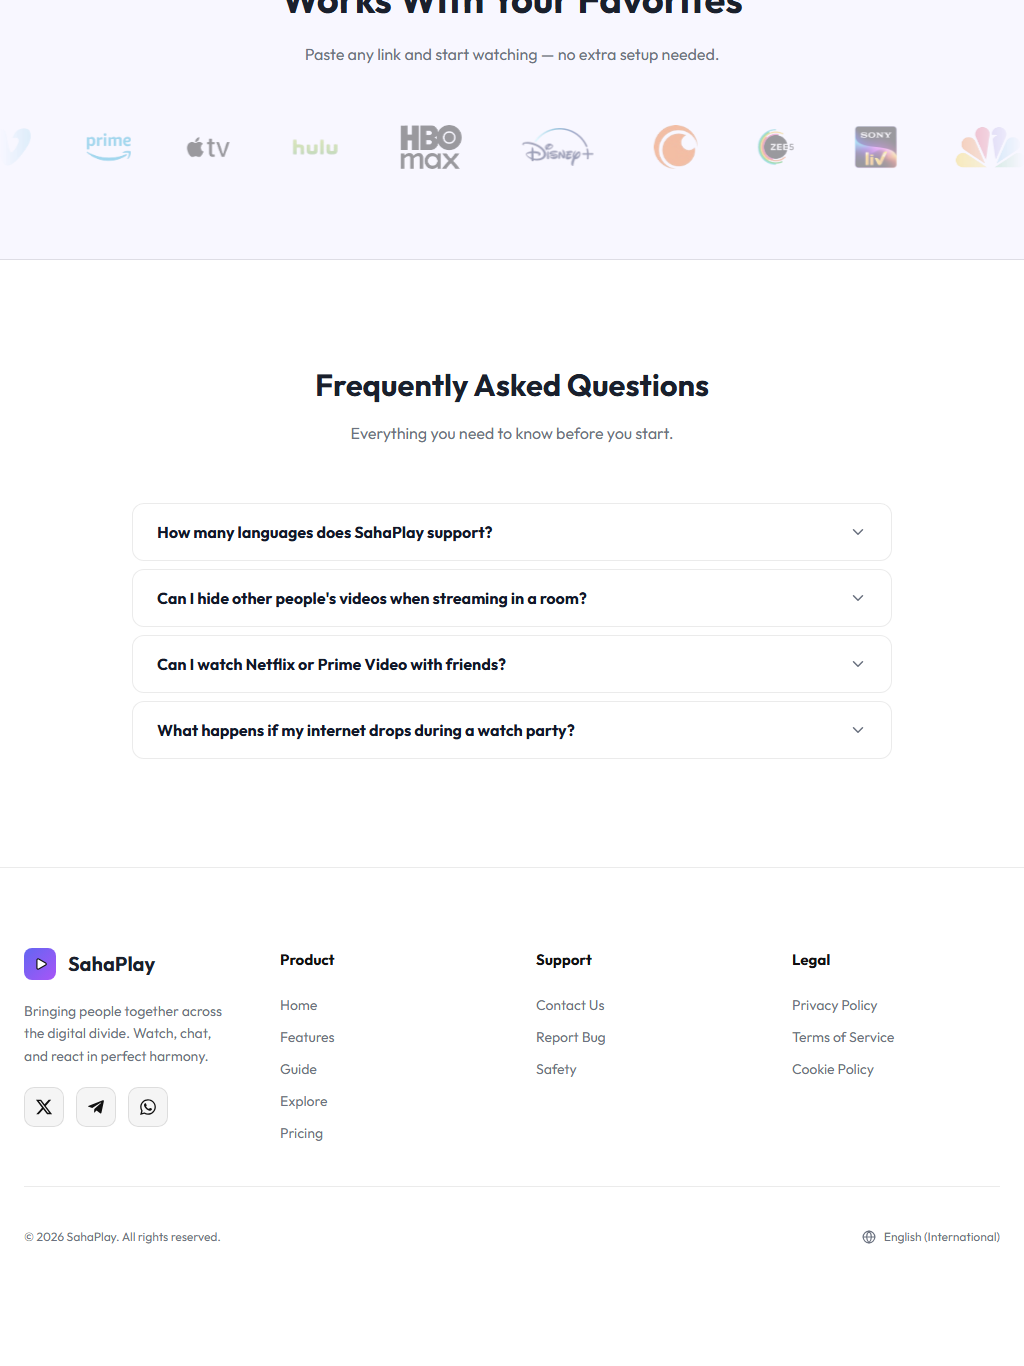 Works With Your Favorites
Paste any link and start watching — no extra setup needed.
prime
tv
hulu
HBO
max
Disney+
ZEE5
SONY
liv
Frequently Asked Questions
Everything you need to know before you start.
How many languages does SahaPlay support?
Can I hide other people's videos when streaming in a room?
Can I watch Netflix or Prime Video with friends?
What happens if my internet drops during a watch party?
SahaPlay
Bringing people together across
the digital divide. Watch, chat,
and react in perfect harmony.
Product
Home
Features
Guide
Explore
Pricing
Support
Contact Us
Report Bug
Safety
Legal
Privacy Policy
Terms of Service
Cookie Policy
© 2026 SahaPlay. All rights reserved.
English (International)